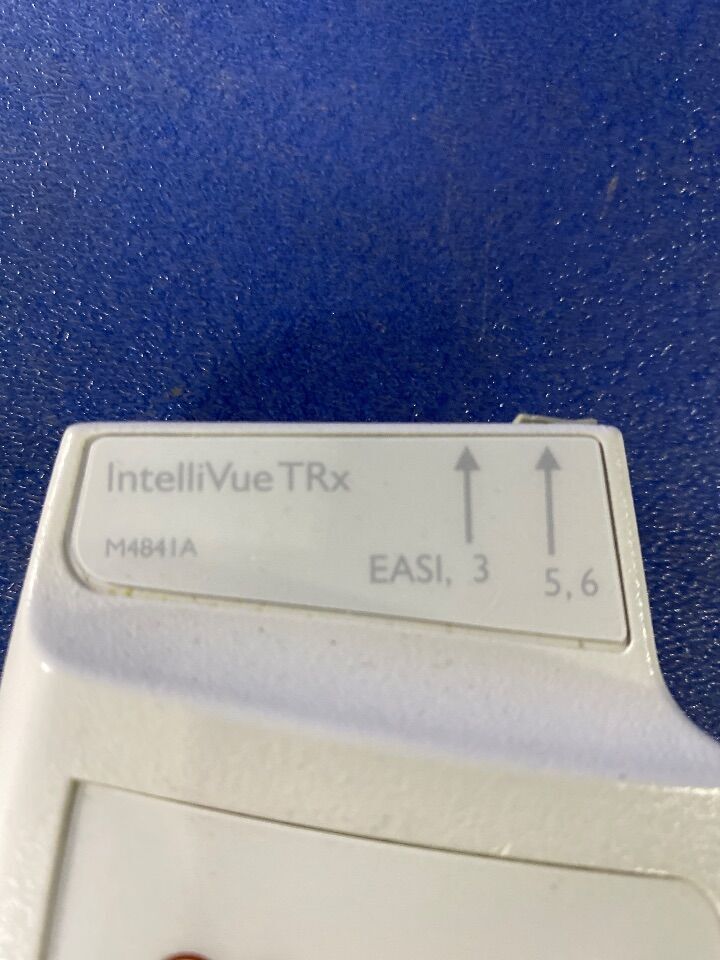 IntelliVue TRx
M4841A
EASI, 3
5, 6